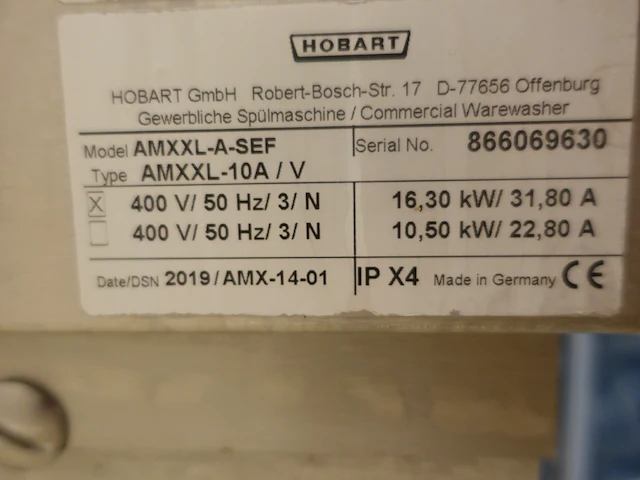 HOBART
HOBART GmbH Robert-Bosch-Str. 17 D-77656 Offenburg
Gewerbliche Spülmaschine / Commercial Warewasher
Model AMXXL-A-SEF Serial No. 866069630
Type AMXXL-10A / V
X 400 V/ 50 Hz/ 3/ N 16,30 kW/ 31,80 A
400 V/ 50 Hz/ 3/ N 10,50 kW/ 22,80 A
Date/DSN 2019/AMX-14-01 IP X4 Made in Germany CE